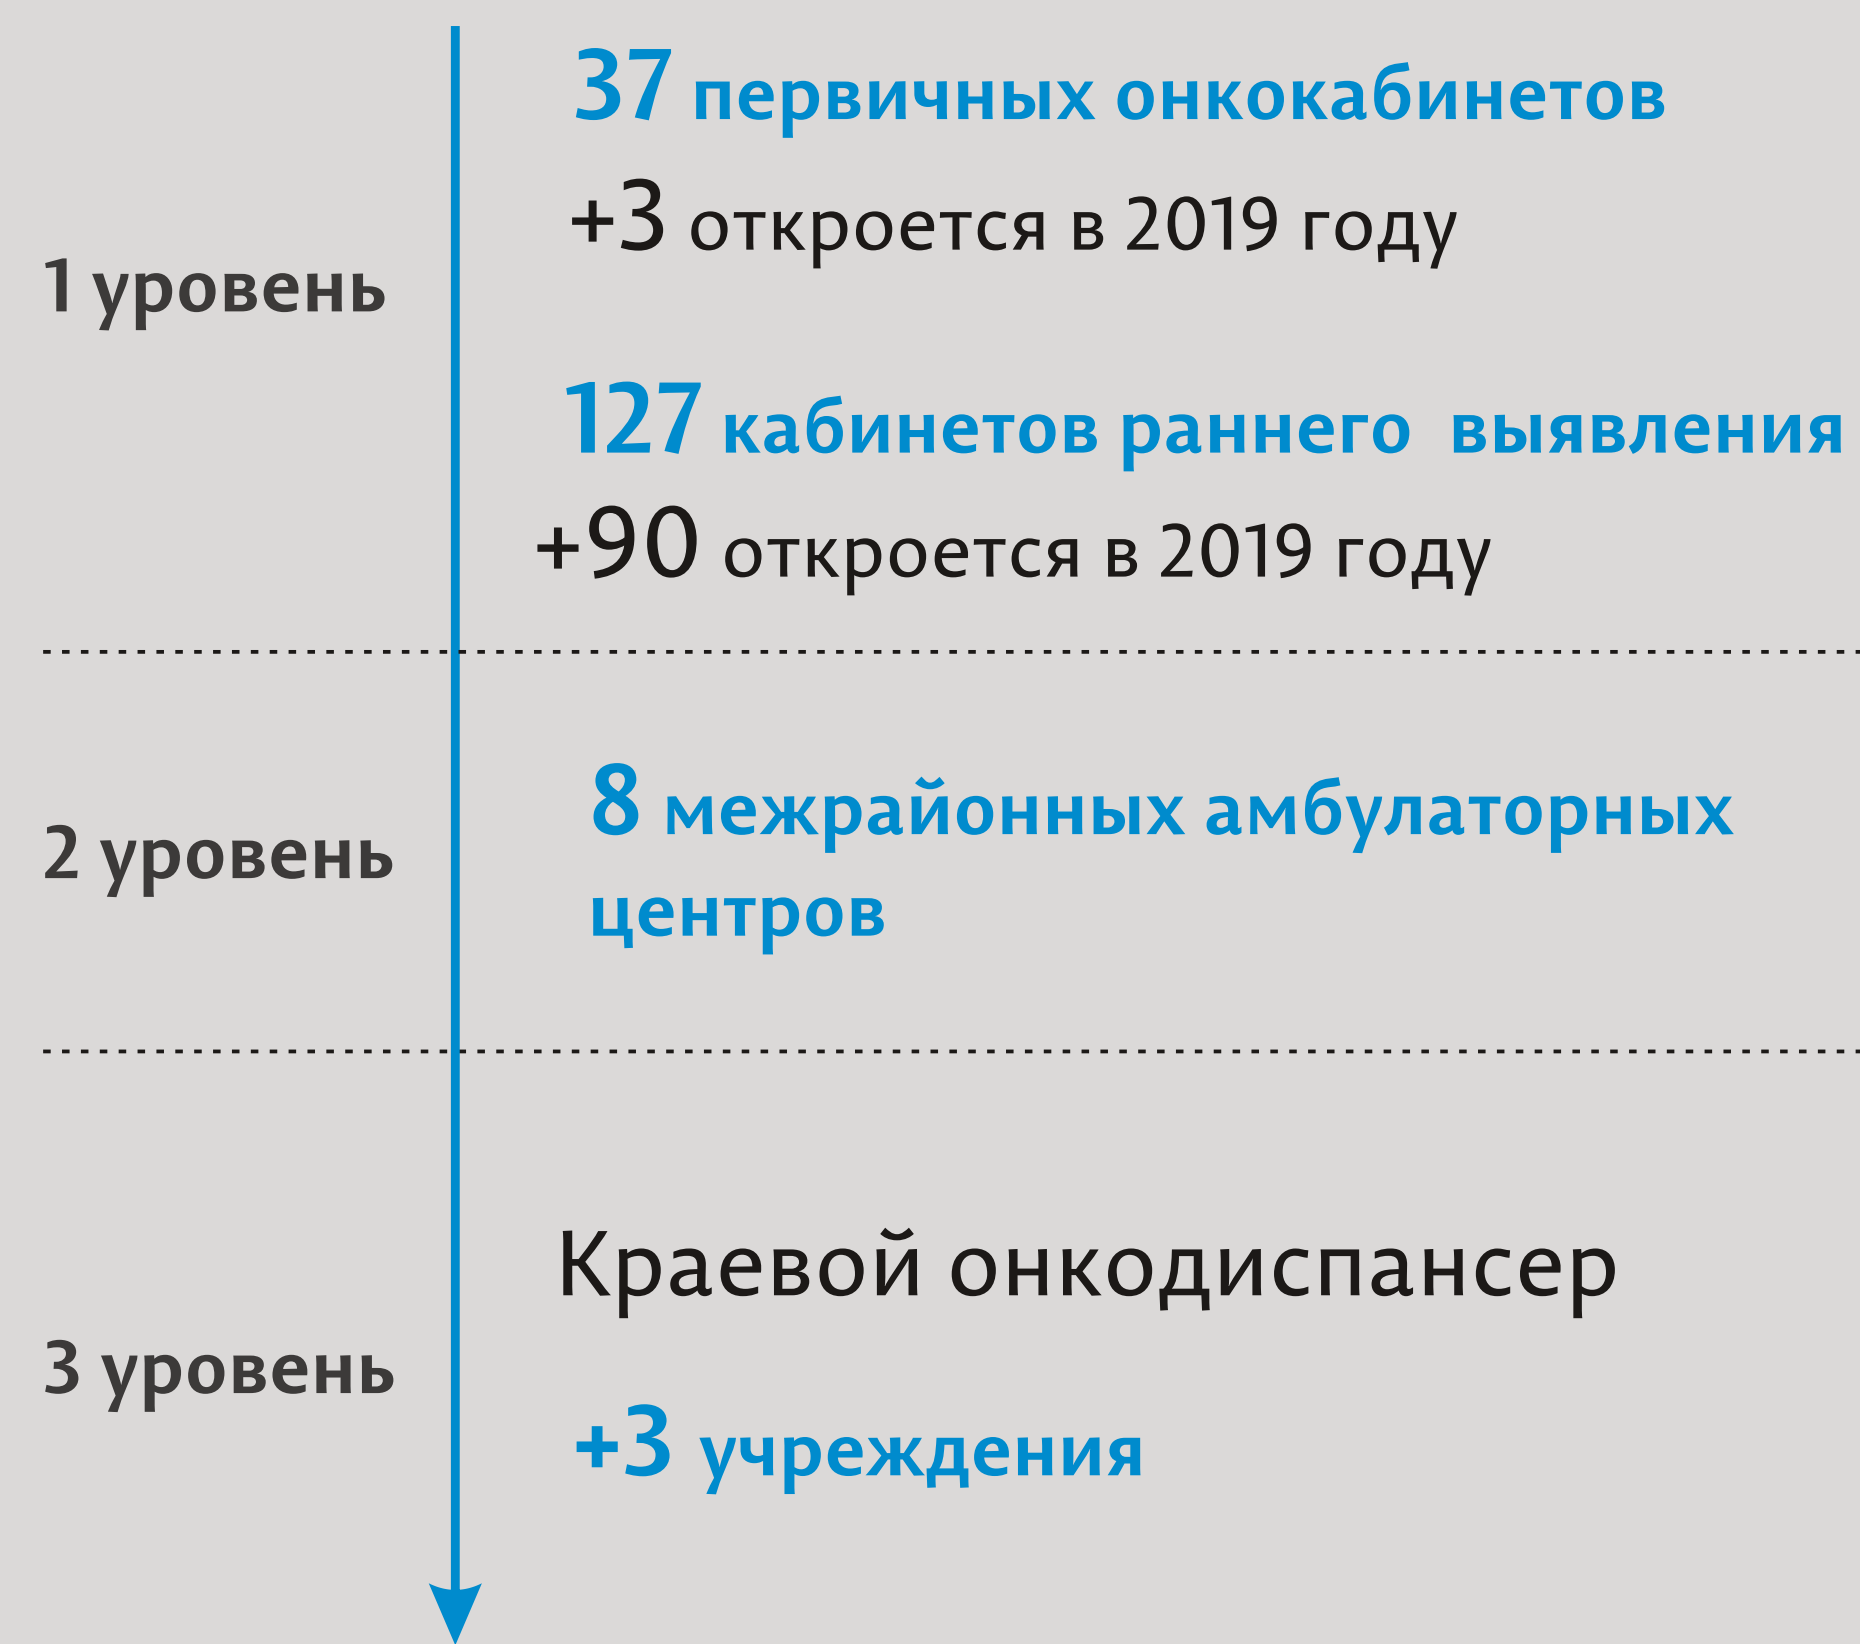 1 уровень
37 первичных онкокабинетов
+3 откроется в 2019 году
127 кабинетов раннего выявления
+90 откроется в 2019 году
2 уровень
8 межрайонных амбулаторных
центров
3 уровень
Краевой онкодиспансер
+3 учреждения